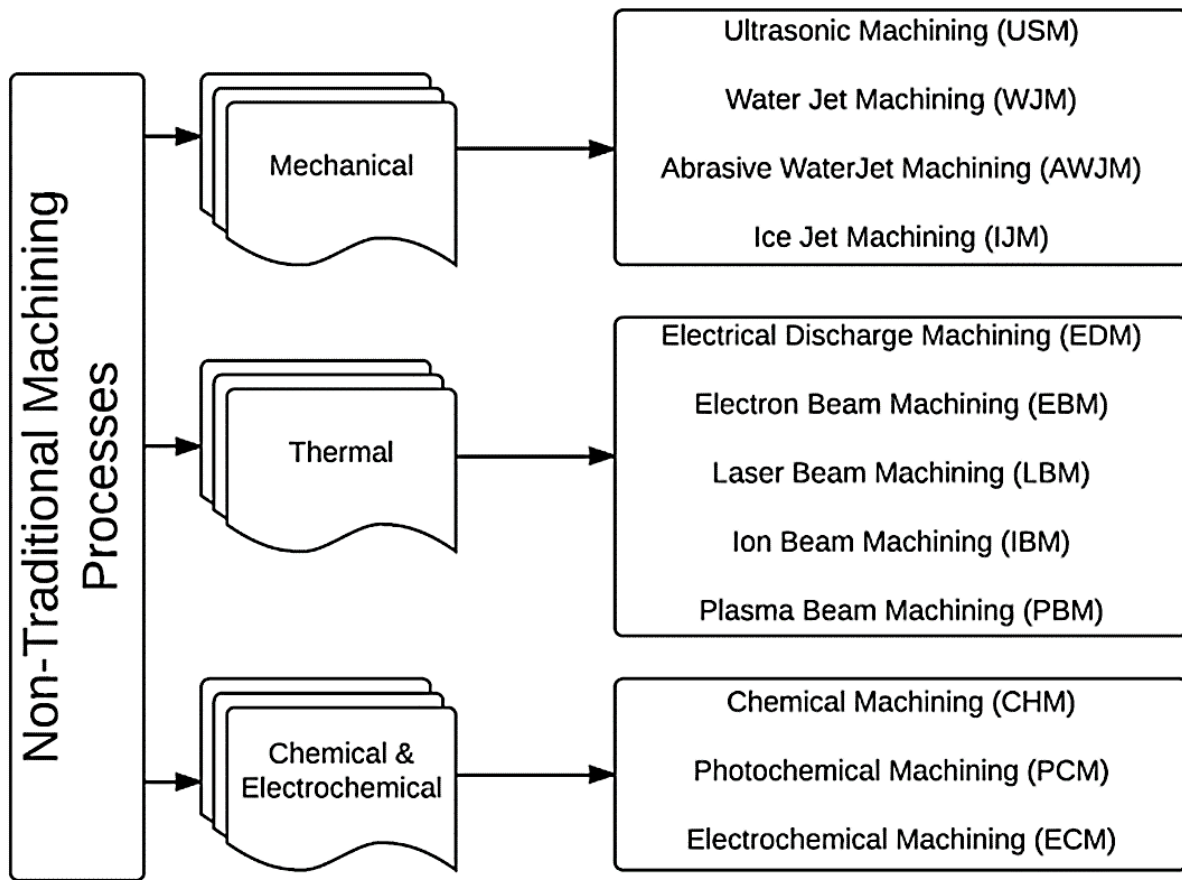 Non-Traditional Machining
Processes
Mechanical
Ultrasonic Machining (USM)
Water Jet Machining (WJM)
Abrasive WaterJet Machining (AWJM)
Ice Jet Machining (IJM)
Thermal
Electrical Discharge Machining (EDM)
Electron Beam Machining (EBM)
Laser Beam Machining (LBM)
Ion Beam Machining (IBM)
Plasma Beam Machining (PBM)
Chemical &
Electrochemical
Chemical Machining (CHM)
Photochemical Machining (PCM)
Electrochemical Machining (ECM)